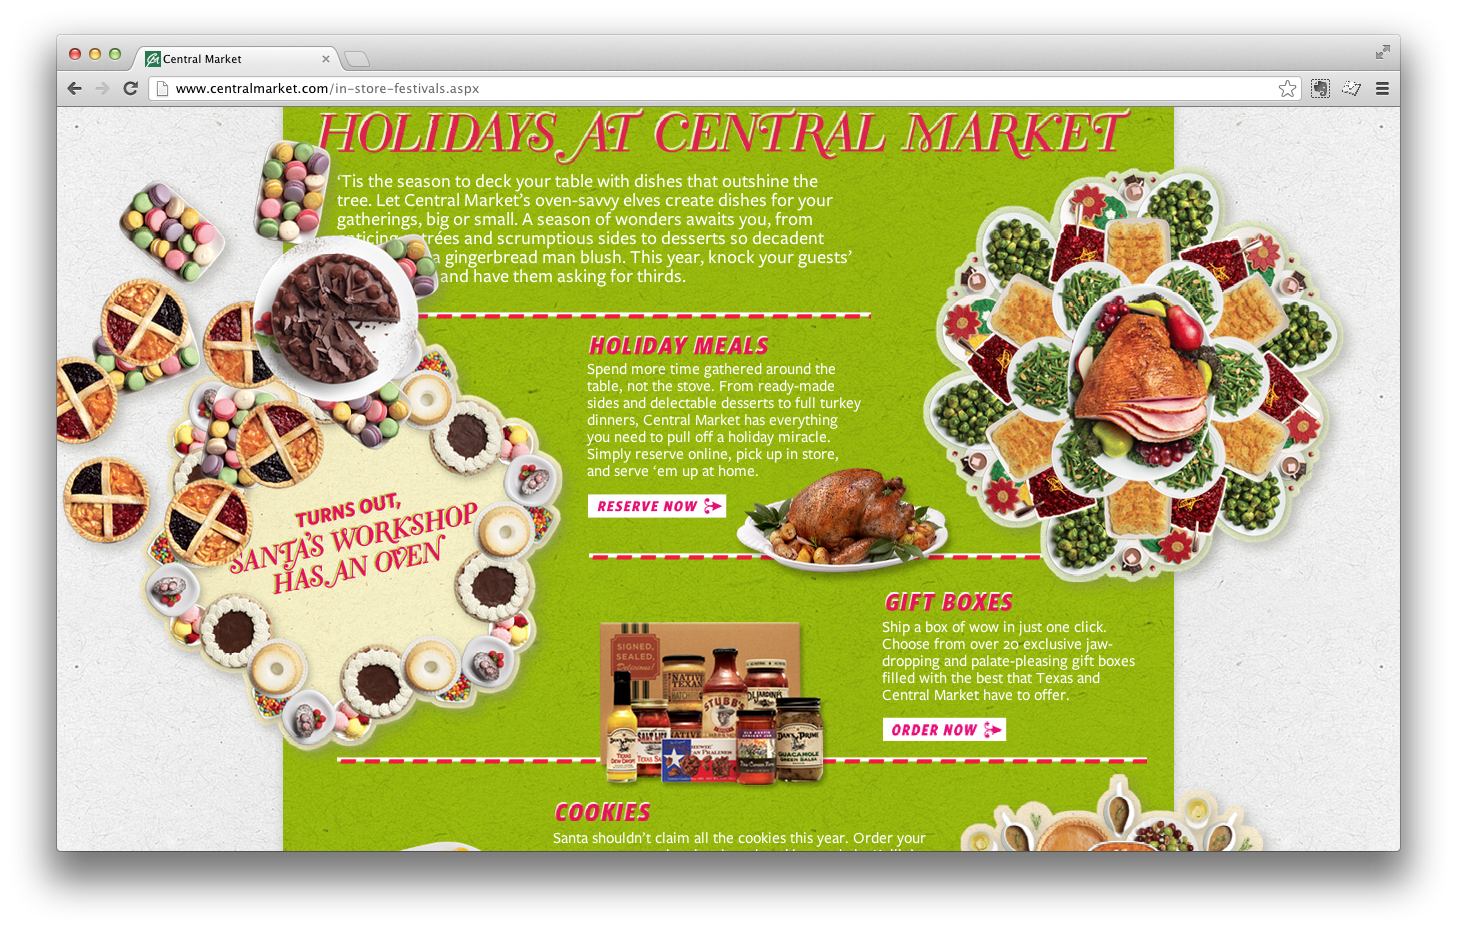 Central Market
www.centralmarket.com/in-store-festivals.aspx
HOLIDAYS AT CENTRAL MARKET
‘Tis the season to deck your table with dishes that outshine the
tree. Let Central Market’s oven-savvy elves create dishes for your
gatherings, big or small. A season of wonders awaits you, from
and scrumptious sides to desserts so decadent
a gingerbread man blush. This year, knock your guests’
and have them asking for thirds.
HOLIDAY MEALS
Spend more time gathered around the
table, not the stove. From ready-made
sides and delectable desserts to full turkey
dinners, Central Market has everything
you need to pull off a holiday miracle.
Simply reserve online, pick up in store,
and serve ‘em up at home.
RESERVE NOW
TURNS OUT,
SANTA’S WORKSHOP
HAS AN OVEN
GIFT BOXES
Ship a box of wow in just one click.
Choose from over 20 exclusive jaw-
dropping and palate-pleasing gift boxes
filled with the best that Texas and
Central Market have to offer.
ORDER NOW
SIGNED,
SEALED,
Delicious!
NATIVE
TEXAS
STUBB’S
TEXAS
GUACAMOLE
GREEN SALSA
COOKIES
Santa shouldn’t claim all the cookies this year. Order your